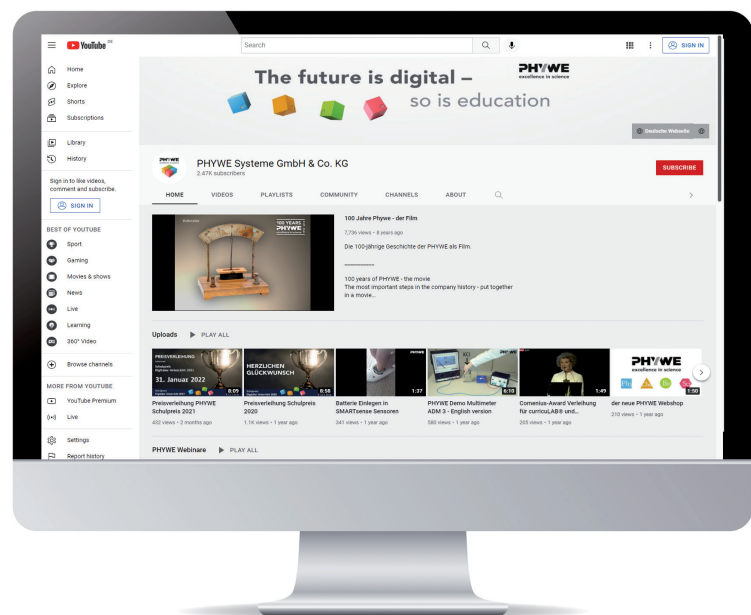 YouTube DE
Search
SIGN IN
Home
Explore
Shorts
Subscriptions
Library
History
Sign in to like videos,
comment and subscribe.
SIGN IN
BEST OF YOUTUBE
Sport
Gaming
Movies & shows
News
Live
Learning
360° Video
Browse channels
MORE FROM YOUTUBE
YouTube Premium
Live
Settings
Report history
The future is digital –
so is education
PHYWE
excellence in science
Deutsche Webseite
PHYWE
PHYWE Systeme GmbH & Co. KG
2.47K subscribers
SUBSCRIBE
HOME VIDEOS PLAYLISTS COMMUNITY CHANNELS ABOUT
100 YEARS
PHYWE
excellence in science
100 Jahre Phywe - der Film
7,736 views • 8 years ago
Die 100-jährige Geschichte der PHYWE als Film.
100 years of PHYWE - the movie
The most important steps in the company history - put together
in a movie...
Uploads PLAY ALL
PREISVERLEIHUNG
31. Januar 2022
8:09
Preisverleihung PHYWE
Schulpreis 2021
432 views • 2 months ago
HERZLICHEN
GLÜCKWUNSCH
8:58
Preisverleihung Schulpreis
2020
1.1K views • 1 year ago
PHYWE
1:37
Batterie Einlegen in
SMARTsense Sensoren
341 views • 1 year ago
KCl
PHYWE
6:10
PHYWE Demo Multimeter
ADM 3 - English version
580 views • 1 year ago
1:49
Comenius-Award Verleihung
für curricuLAB® und...
205 views • 1 year ago
PHYWE
excellence in science
Ph
Be
1:50
der neue PHYWE Webshop
210 views • 1 year ago
PHYWE Webinare PLAY ALL